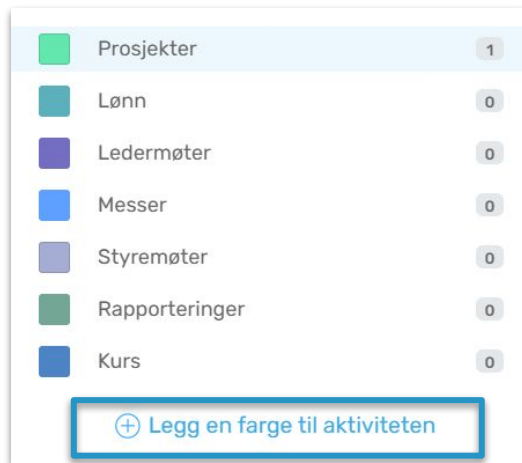 Prosjekter 1
Lønn 0
Ledermøter 0
Messer 0
Styremøter 0
Rapporteringer 0
Kurs 0
Legg en farge til aktiviteten